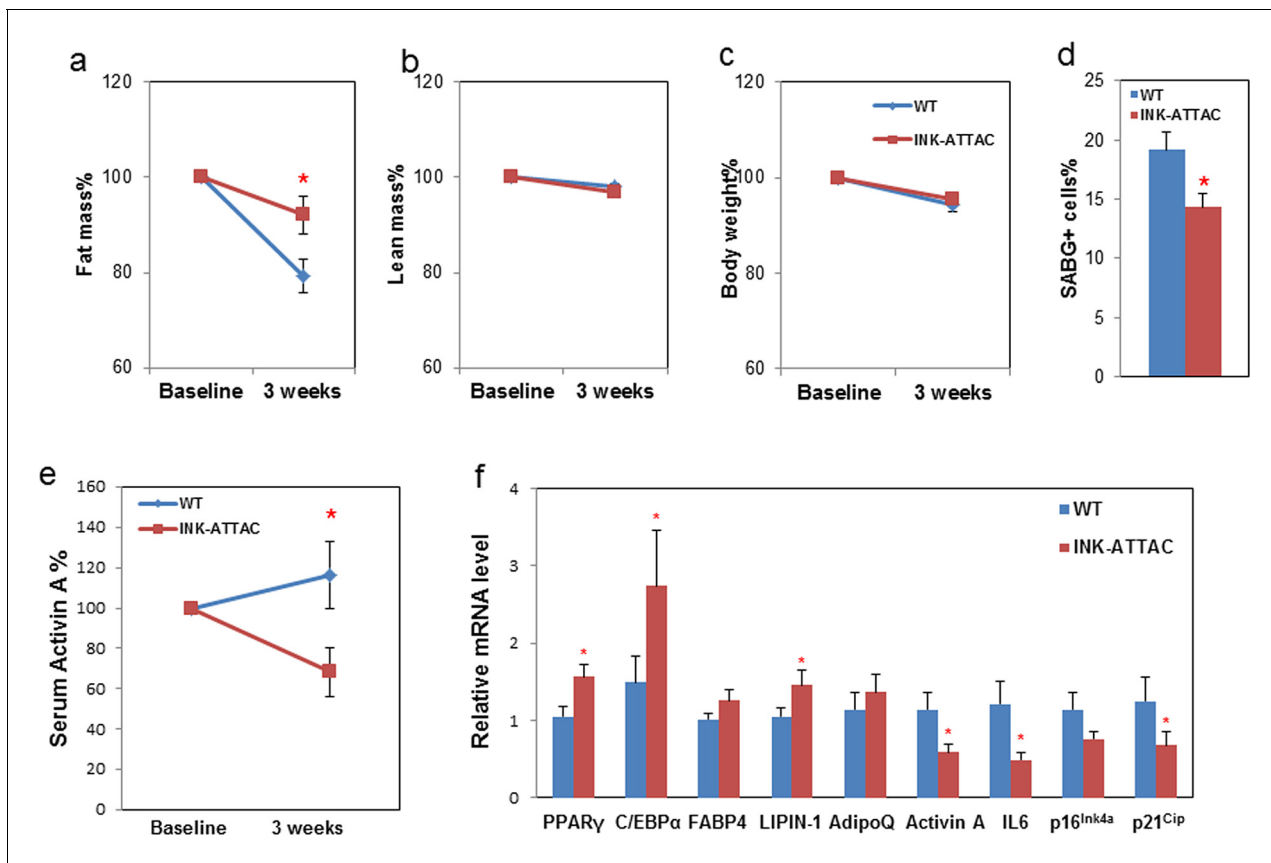 a
120
100
80
60
Fat mass%
*
Baseline 3 weeks
b
120
100
80
60
Lean mass%
Baseline 3 weeks
c
120
100
80
60
Body weight%
WT
INK-ATTAC
Baseline 3 weeks
d
25
20
15
10
5
0
SABG+ cells%
WT
INK-ATTAC
*
e
160
140
120
100
80
60
40
20
0
Serum Activin A %
WT
INK-ATTAC
*
Baseline 3 weeks
f
4
3
2
1
0
Relative mRNA level
WT
INK-ATTAC
* * * * * *
PPARγ C/EBPα FABP4 LIPIN-1 AdipoQ Activin A IL6 p16Ink4a p21Cip